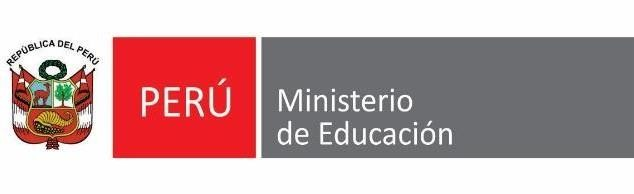 REPÚBLICA DEL PERÚ
PERÚ
Ministerio
de Educación